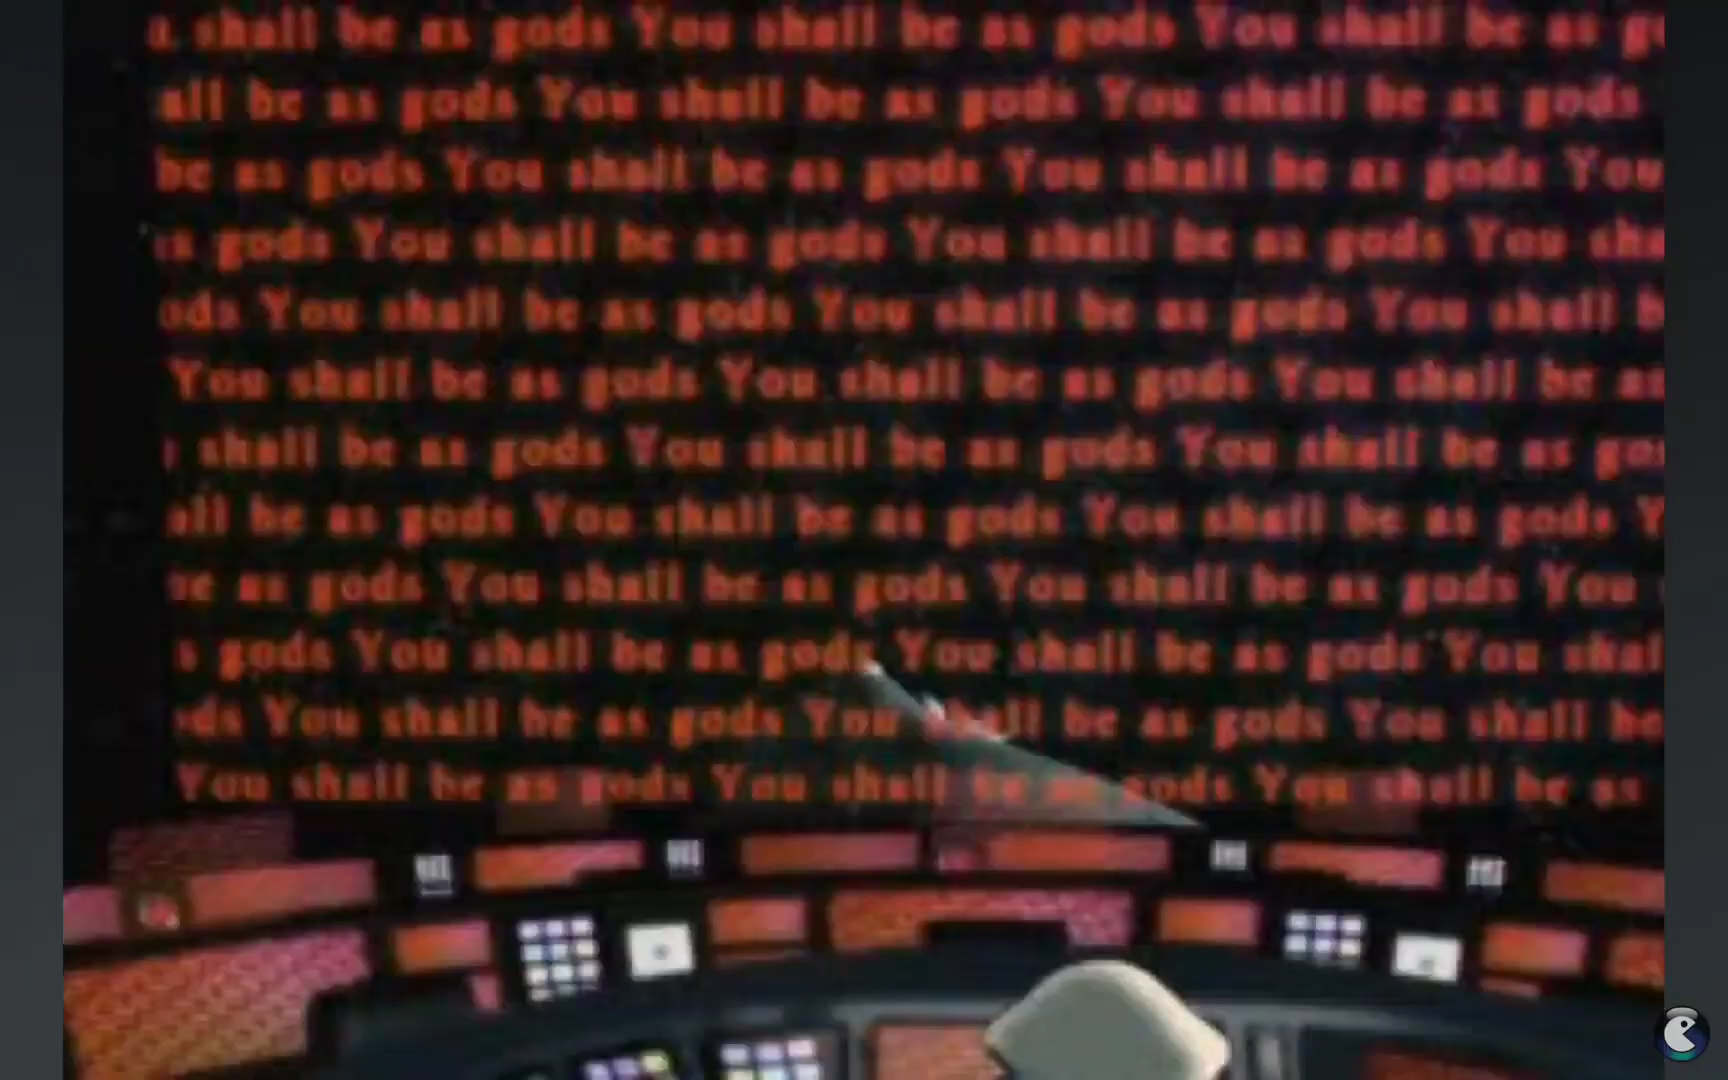 shall be as gods You shall be as gods You shall be as
all be as gods You shall be as gods You shall be as gods
be as gods You shall be as gods You shall be as gods You
gods You shall be as gods You shall be as gods You sha
ods You shall be as gods You shall be as gods You shall b
You shall be as gods You shall be as gods You shall be as
shall be as gods You shall be as gods You shall be as go
all be as gods You shall be as gods You shall be as gods Y
as gods You shall be as gods You shall be as gods You
s gods You shall be as gods You shall be as gods You shal
ods You shall be as gods You shall be as gods You shall be
You shall be as gods You shall be as gods You shall be as